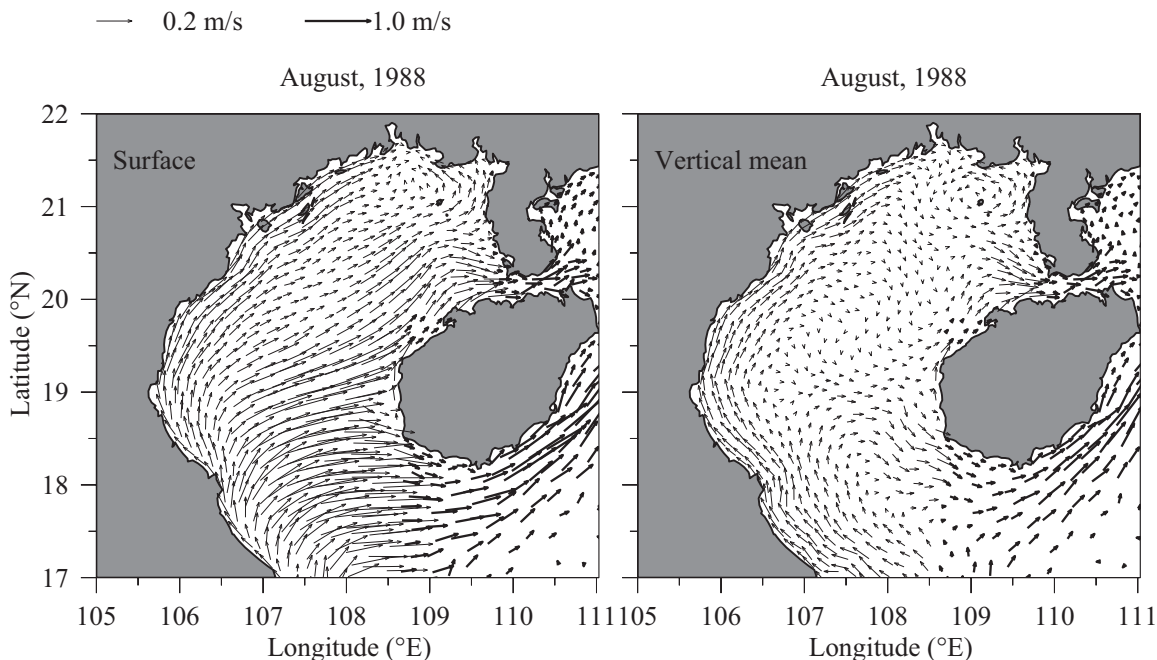 0.2 m/s 1.0 m/s
August, 1988
August, 1988
Surface
Vertical mean
22
21
20
19
18
17
Latitude (°N)
105 106 107 108 109 110 111
105 106 107 108 109 110 111
Longitude (°E)
Longitude (°E)